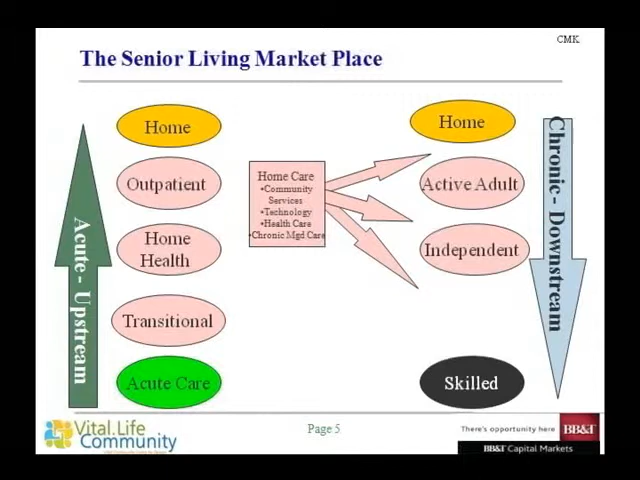 CMK
The Senior Living Market Place
Home
Outpatient
Home
Health
Transitional
Acute Care
Acute - Upstream
Home Care
•Community
Services
•Technology
•Health Care
•Chronic Mgd Care
Home
Active Adult
Independent
Skilled
Chronic- Downstream
Vital.Life
Community
Page 5
There's opportunity here
BB&T
BB&T Capital Markets